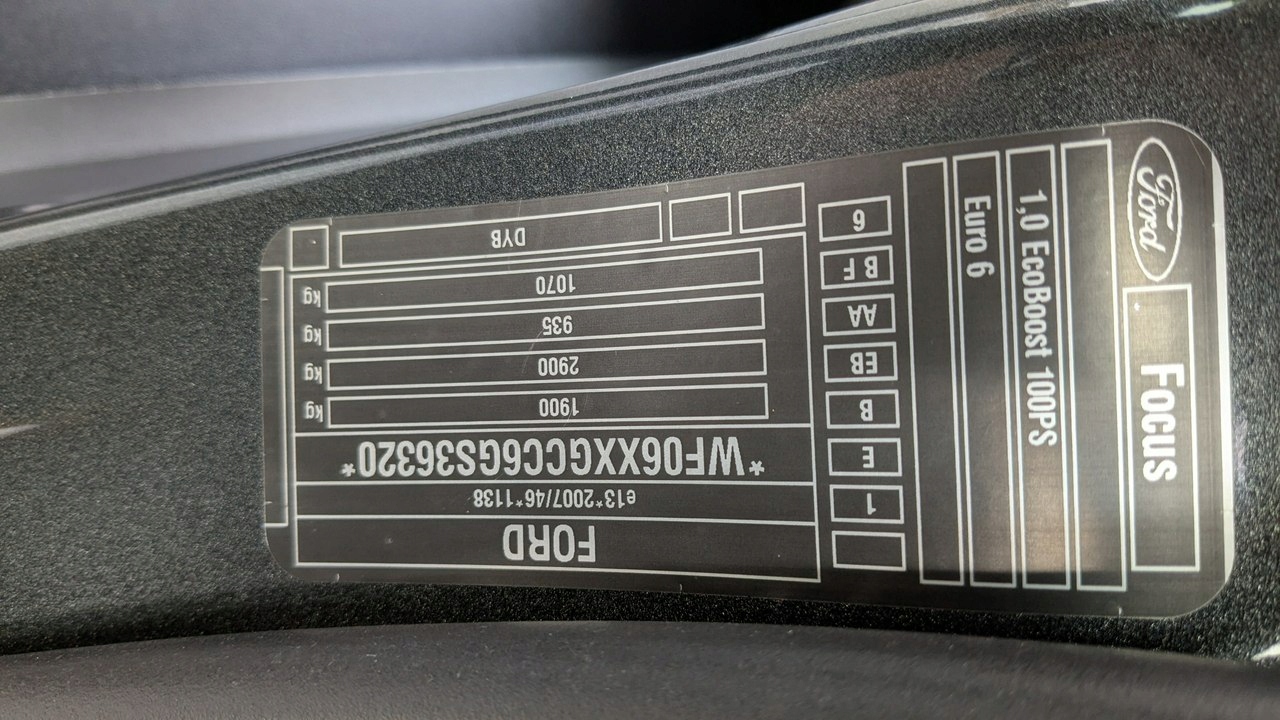 Ford
Focus
1,0 EcoBoost 100PS
Euro 6
FORD
e13*2007/46*1138
*WF06XXGCC6GS36320*
1900 kg
2900 kg
935 kg
1070 kg
DYB
1
E
B
EB
AA
B F
6